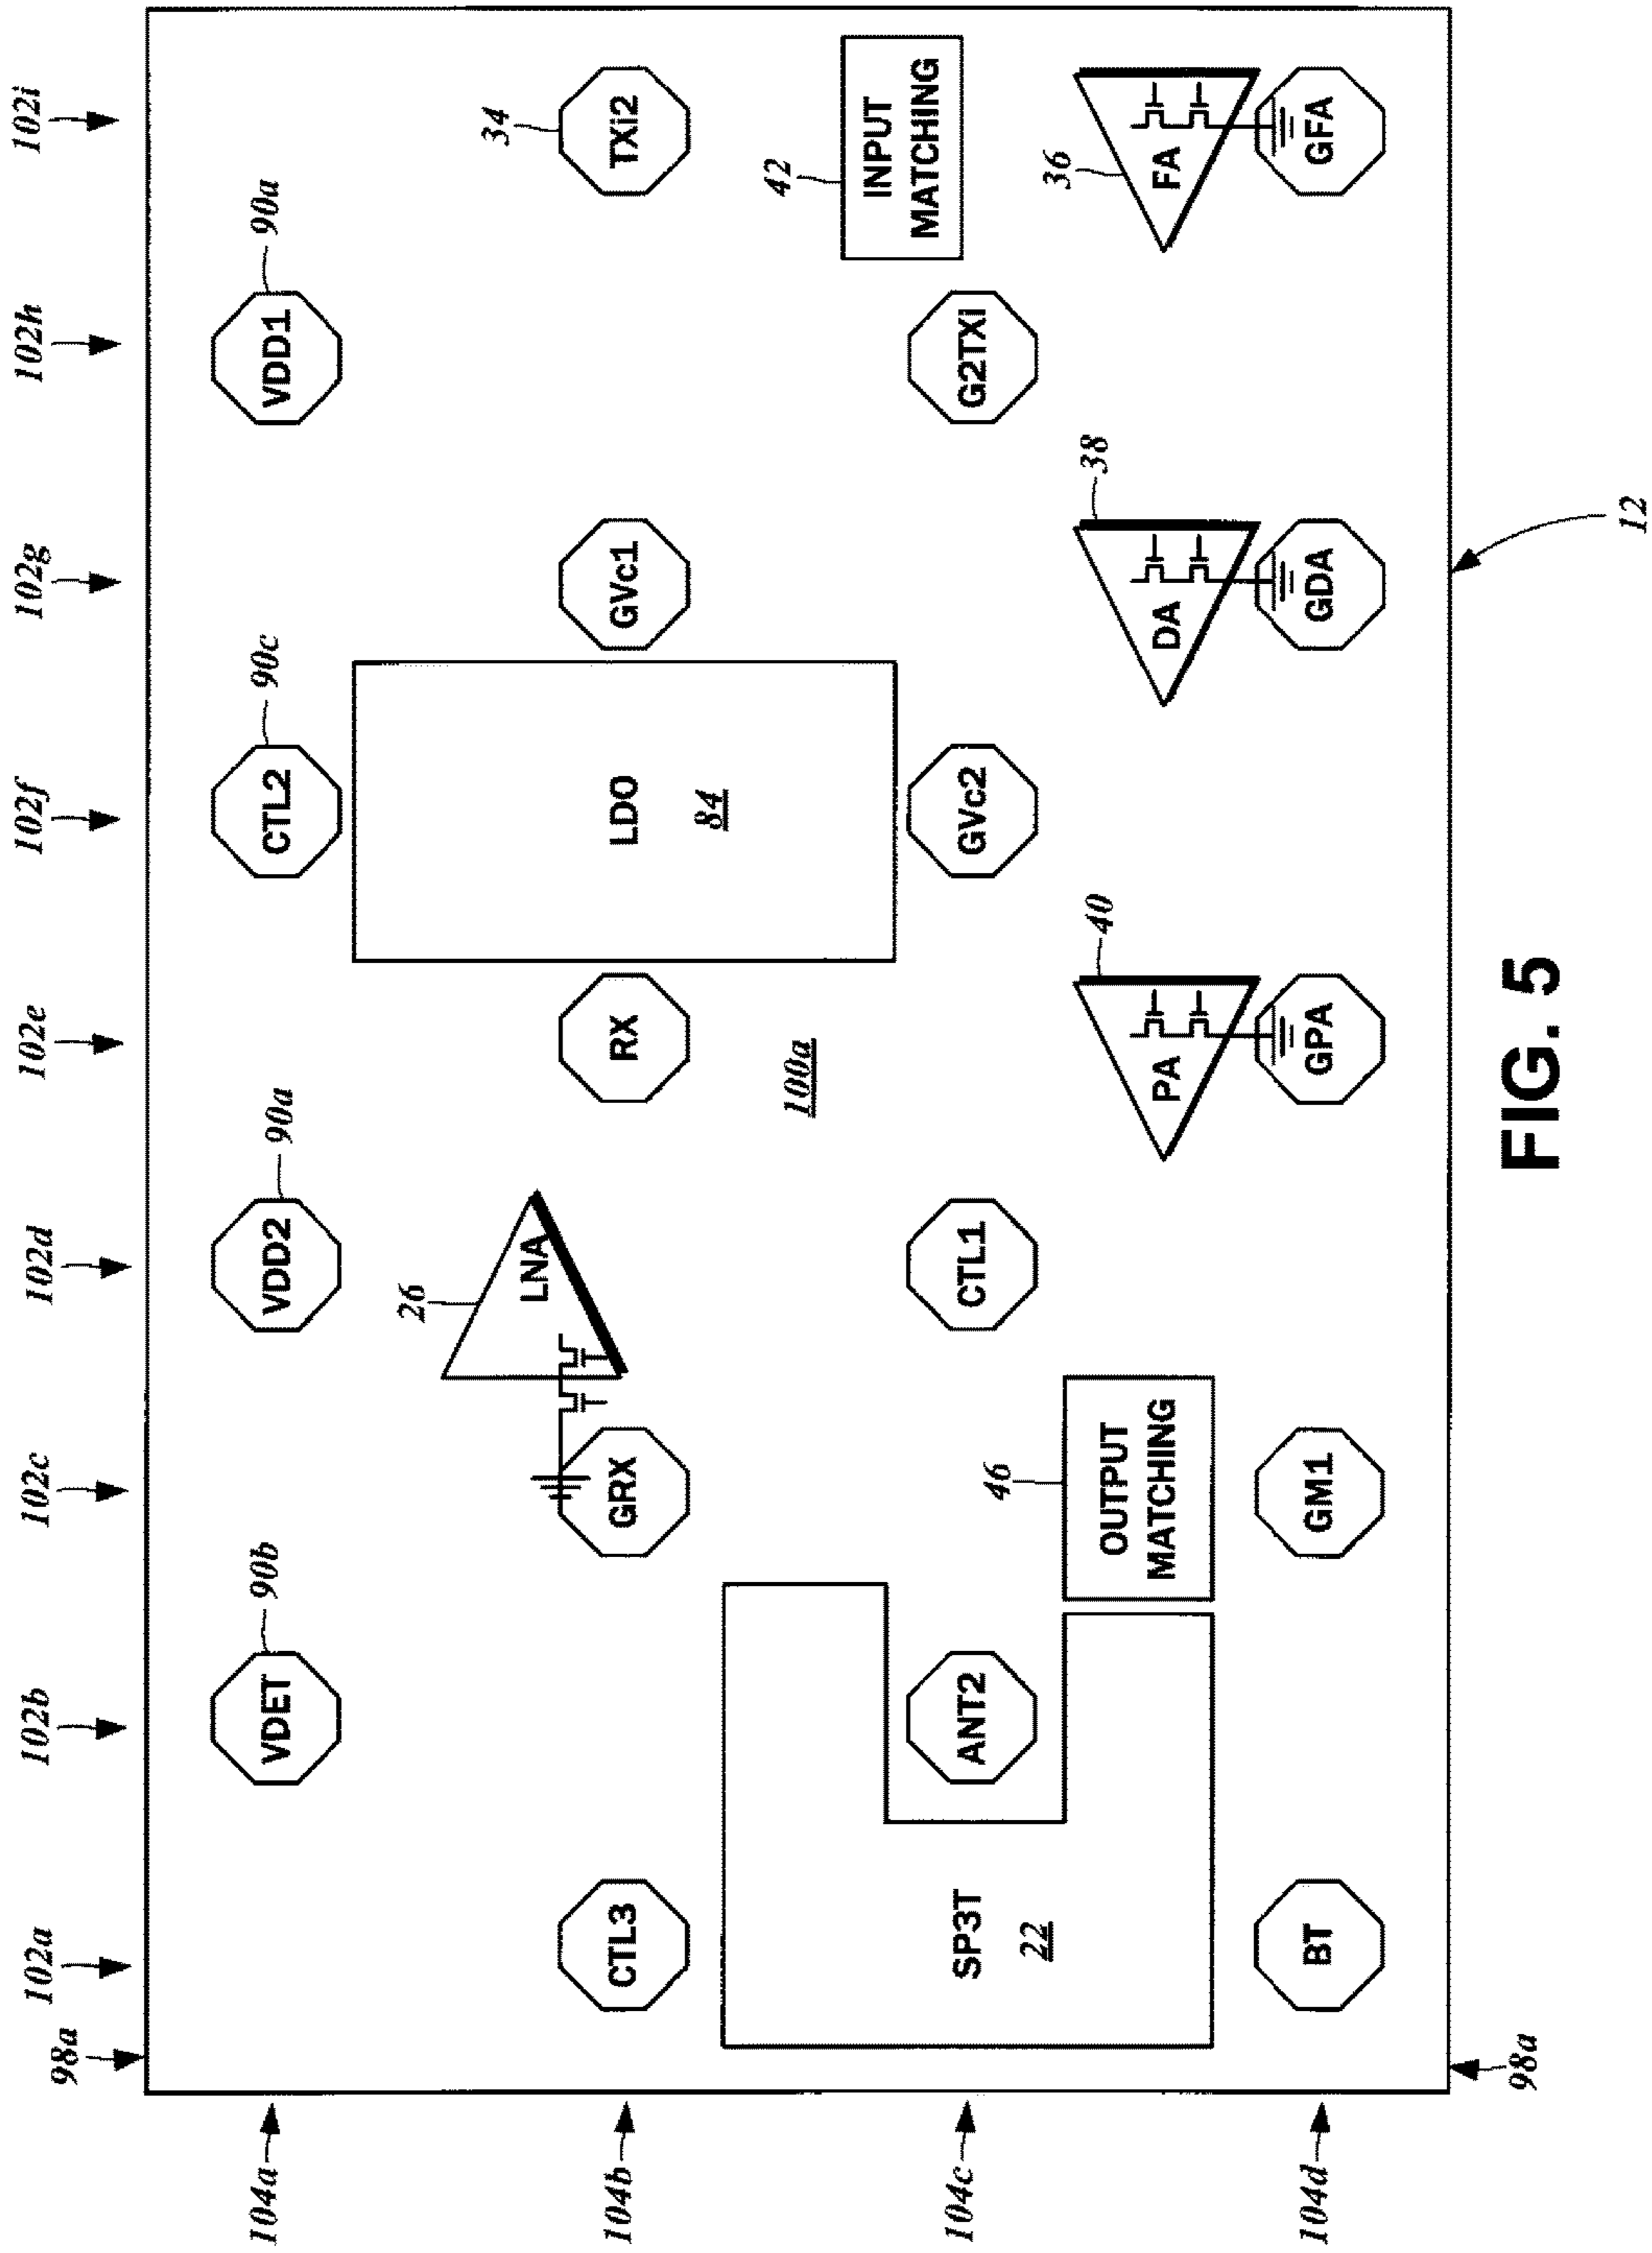 98a
102a
102b
102c
102d
102e
102f
102g
102h
102i
104a
VDET
90b
VDD2
90a
CTL2
90c
VDD1
90a
26
LNA
34
104b
CTL3
GRX
RX
LDO
84
GVc1
TXi2
100a
42
INPUT
MATCHING
104c
SP3T
22
ANT2
CTL1
GVc2
G2TXi
46
OUTPUT
MATCHING
40
PA
38
DA
36
FA
104d
BT
GM1
GPA
GDA
GFA
98a
12
FIG. 5